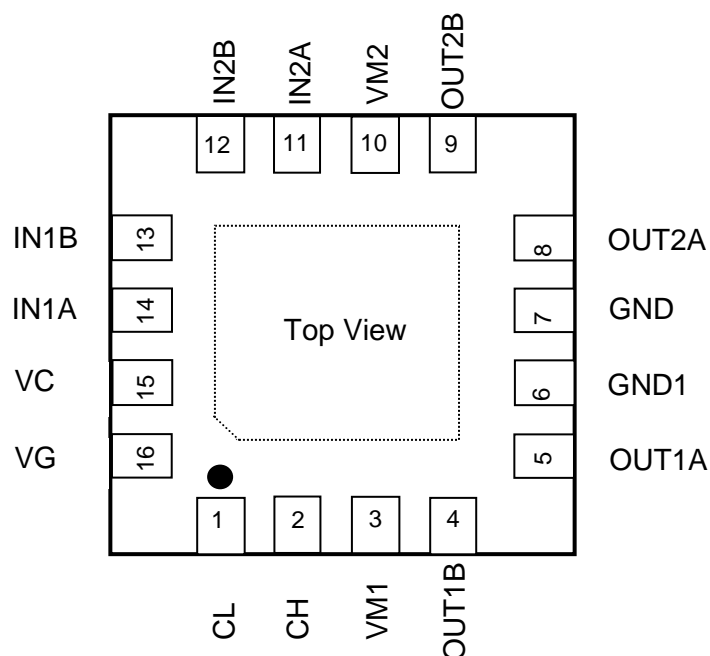 IN2B
IN2A
VM2
OUT2B
12
11
10
9
IN1B
13
8
OUT2A
IN1A
14
Top View
7
GND
VC
15
6
GND1
VG
16
5
OUT1A
1
2
3
4
CL
CH
VM1
OUT1B